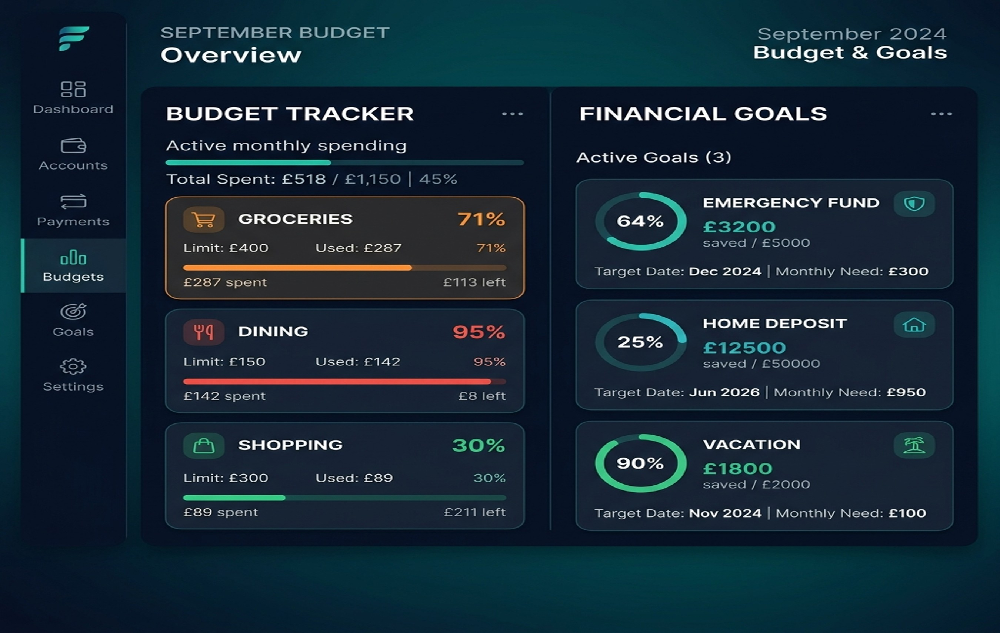 SEPTEMBER BUDGET
Overview
September 2024
Budget & Goals
Dashboard
Accounts
Payments
Budgets
Goals
Settings
BUDGET TRACKER
Active monthly spending
Total Spent: £518 / £1,150 | 45%
GROCERIES 71%
Limit: £400 Used: £287 71%
£287 spent £113 left
DINING 95%
Limit: £150 Used: £142 95%
£142 spent £8 left
SHOPPING 30%
Limit: £300 Used: £89 30%
£89 spent £211 left
FINANCIAL GOALS
Active Goals (3)
64%
EMERGENCY FUND
£3200
saved / £5000
Target Date: Dec 2024 | Monthly Need: £300
25%
HOME DEPOSIT
£12500
saved / £50000
Target Date: Jun 2026 | Monthly Need: £950
90%
VACATION
£1800
saved / £2000
Target Date: Nov 2024 | Monthly Need: £100